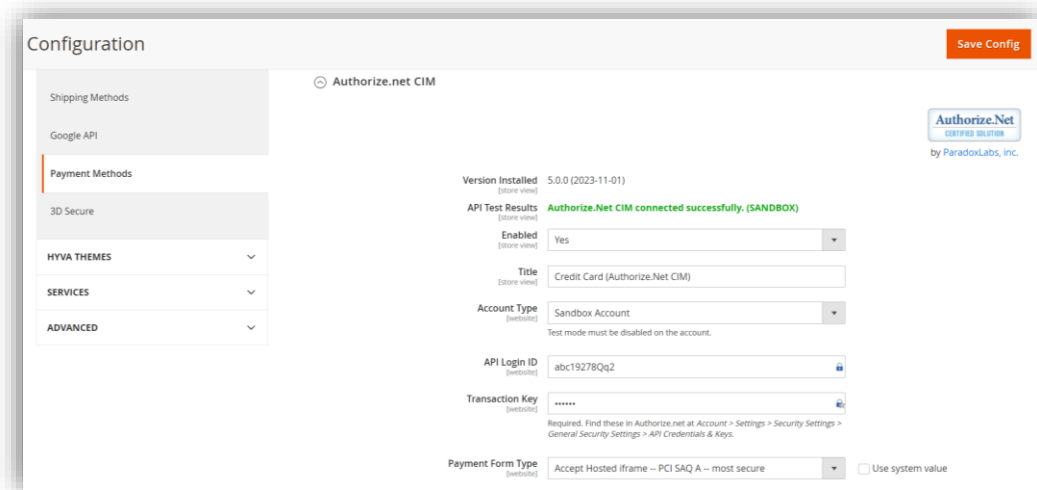 Configuration
Save Config
Shipping Methods
Google API
Payment Methods
3D Secure
HYVA THEMES
SERVICES
ADVANCED
Authorize.net CIM
Authorize.Net
CERTIFIED SOLUTION
by ParadoxLabs, inc.
Version Installed 5.0.0 (2023-11-01)
[store view]
API Test Results Authorize.Net CIM connected successfully. (SANDBOX)
[store view]
Enabled Yes
[store view]
Title Credit Card (Authorize.Net CIM)
[store view]
Account Type Sandbox Account
[website]
Test mode must be disabled on the account.
API Login ID abc19278Qq2
[website]
Transaction Key ••••••
[website]
Required. Find these in Authorize.net at Account > Settings > Security Settings >
General Security Settings > API Credentials & Keys.
Payment Form Type Accept Hosted iframe -- PCI SAQ A -- most secure Use system value
[website]